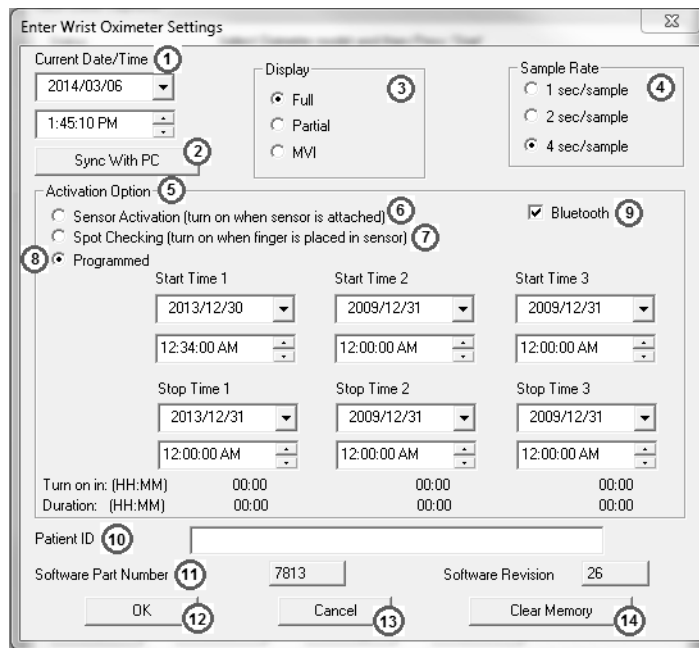 Enter Wrist Oximeter Settings
Current Date/Time 1
2014/03/06
1:45:10 PM
Sync With PC 2
Display 3
Full
Partial
MVI
Sample Rate 4
1 sec/sample
2 sec/sample
4 sec/sample
Activation Option 5
Sensor Activation (turn on when sensor is attached) 6
Bluetooth 9
Spot Checking (turn on when finger is placed in sensor) 7
8 Programmed
Start Time 1 Start Time 2 Start Time 3
2013/12/30 2009/12/31 2009/12/31
12:34:00 AM 12:00:00 AM 12:00:00 AM
Stop Time 1 Stop Time 2 Stop Time 3
2013/12/31 2009/12/31 2009/12/31
12:00:00 AM 12:00:00 AM 12:00:00 AM
Turn on in: (HH:MM) 00:00 00:00 00:00
Duration: (HH:MM) 00:00 00:00 00:00
Patient ID 10
Software Part Number 11 7813 Software Revision 26
OK 12 Cancel 13 Clear Memory 14